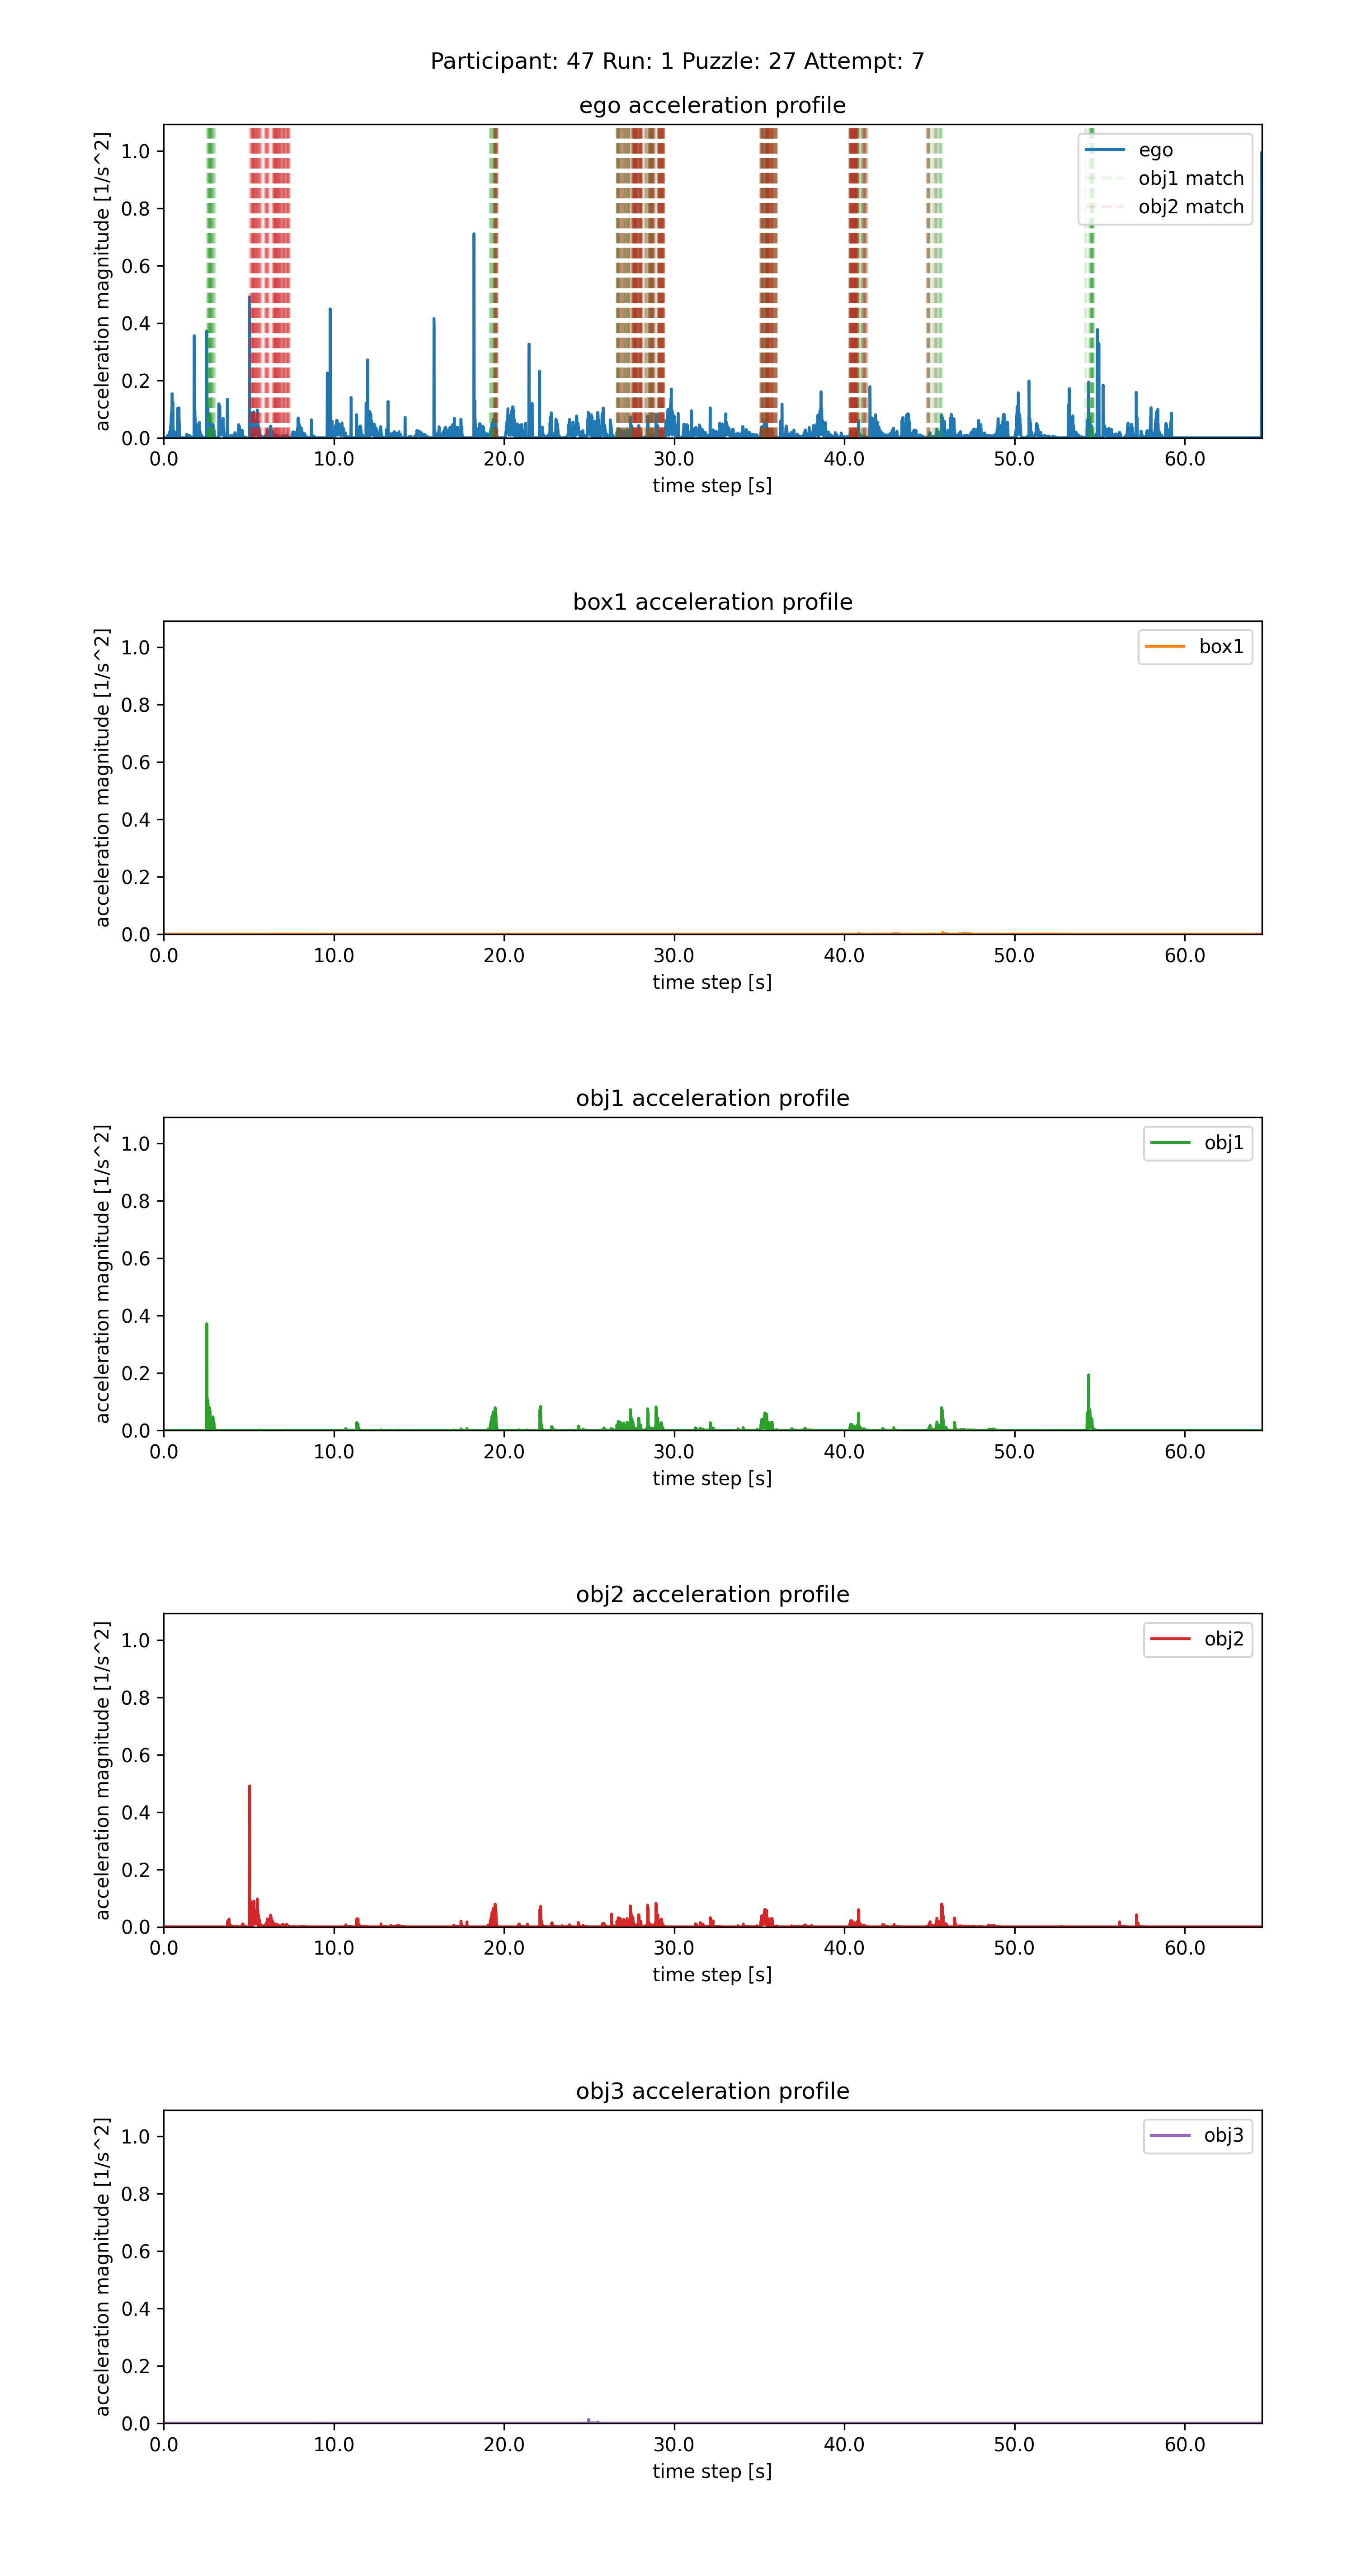 Participant: 47 Run: 1 Puzzle: 27 Attempt: 7
ego acceleration profile
acceleration magnitude [1/s^2]
1.0
0.8
0.6
0.4
0.2
0.0
ego
obj1 match
obj2 match
0.0 10.0 20.0 30.0 40.0 50.0 60.0
time step [s]
box1 acceleration profile
acceleration magnitude [1/s^2]
1.0
0.8
0.6
0.4
0.2
0.0
box1
0.0 10.0 20.0 30.0 40.0 50.0 60.0
time step [s]
obj1 acceleration profile
acceleration magnitude [1/s^2]
1.0
0.8
0.6
0.4
0.2
0.0
obj1
0.0 10.0 20.0 30.0 40.0 50.0 60.0
time step [s]
obj2 acceleration profile
acceleration magnitude [1/s^2]
1.0
0.8
0.6
0.4
0.2
0.0
obj2
0.0 10.0 20.0 30.0 40.0 50.0 60.0
time step [s]
obj3 acceleration profile
acceleration magnitude [1/s^2]
1.0
0.8
0.6
0.4
0.2
0.0
obj3
0.0 10.0 20.0 30.0 40.0 50.0 60.0
time step [s]